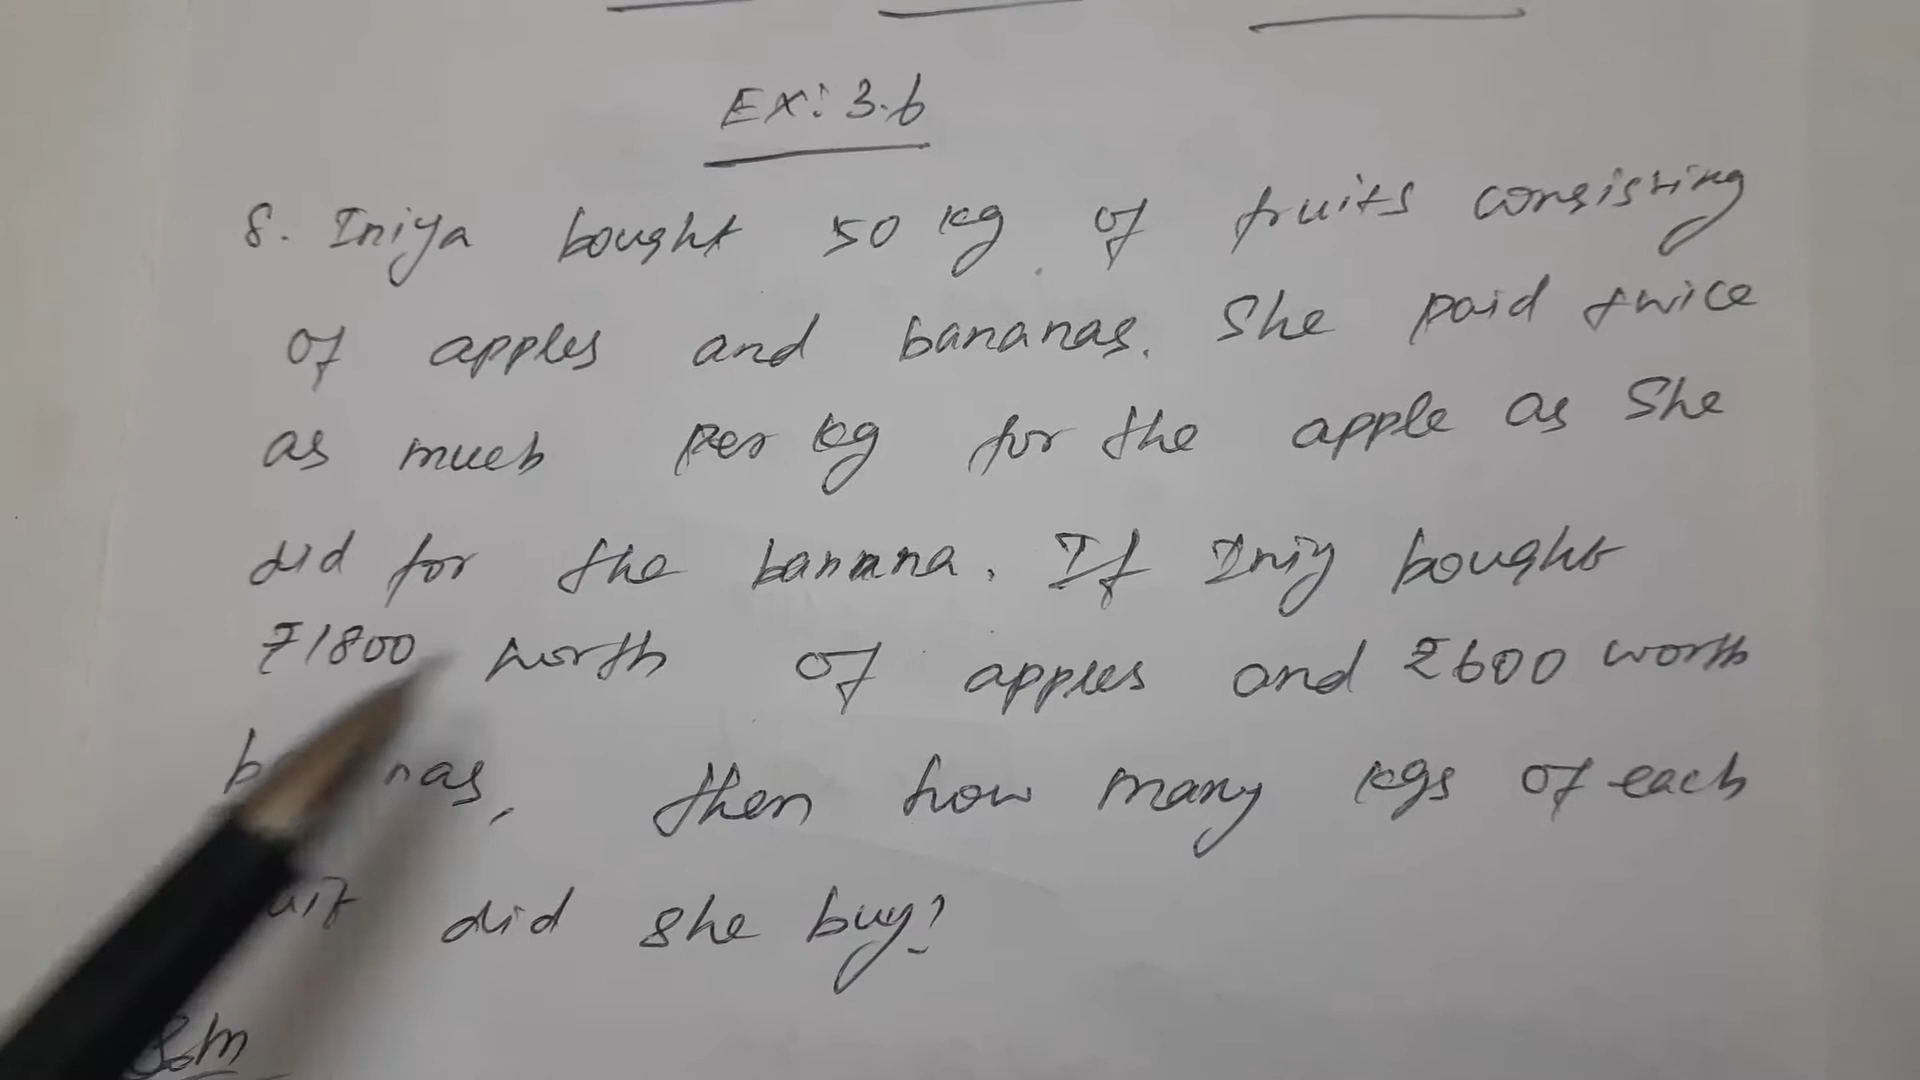 Ex: 3.6
8. Iniya bought 50 kg of fruits consisting
of apples and bananas. She paid twice
as much per kg for the apple as She
did for the banana. If Iniy bought
₹1800 worth of apples and ₹600 worth
then how many kgs of each
did she buy?